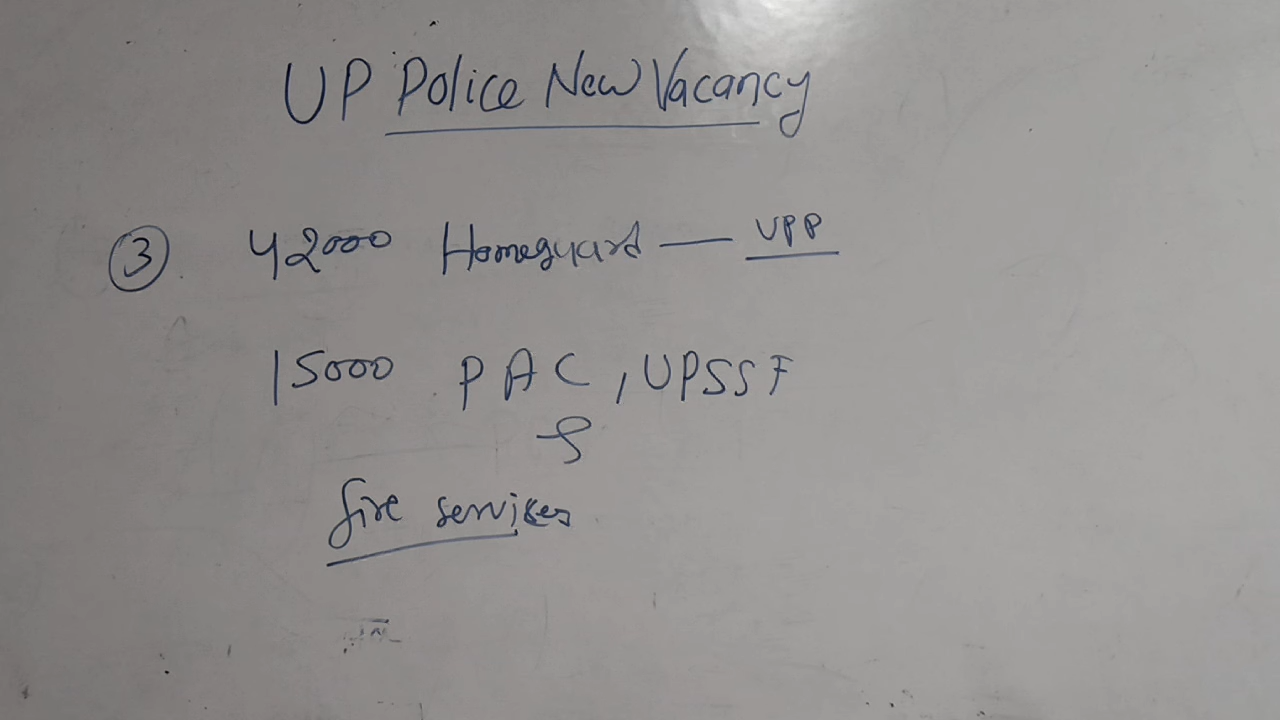 UP Police New Vacancy
③ 42000 Homeguard — UPP
15000 PAC, UPSSF
&
fire services